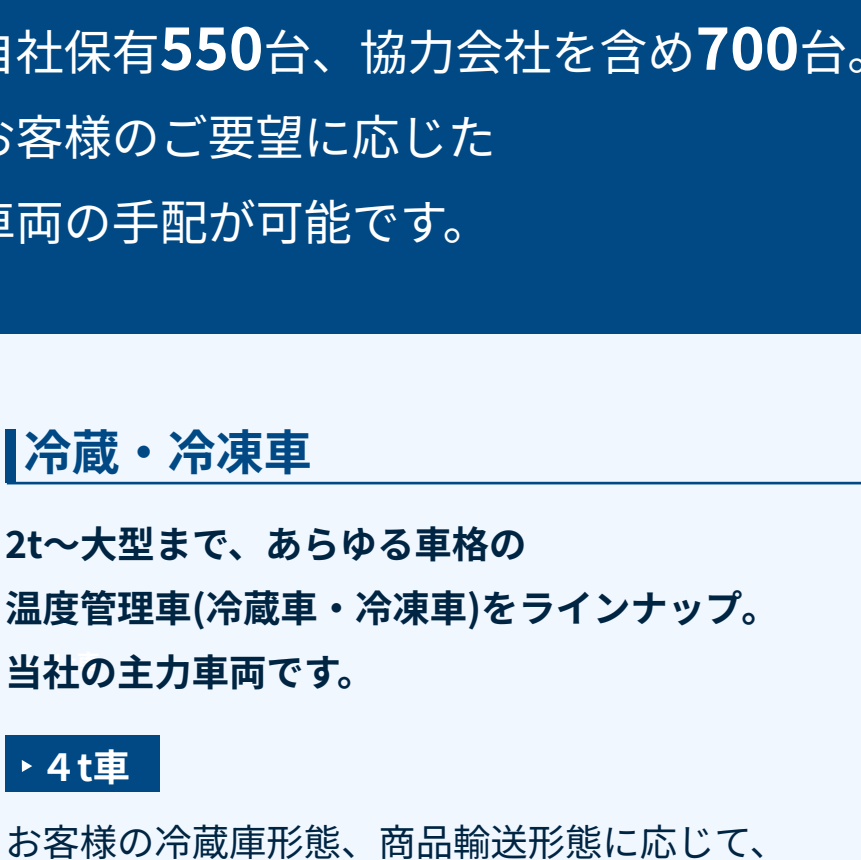 自社保有550台、協力会社を含め700台。
お客様のご要望に応じた
車両の手配が可能です。
冷蔵・冷凍車
2t〜大型まで、あらゆる車格の
温度管理車(冷蔵車・冷凍車)をラインナップ。
当社の主力車両です。
４t車
お客様の冷蔵庫形態、商品輸送形態に応じて、